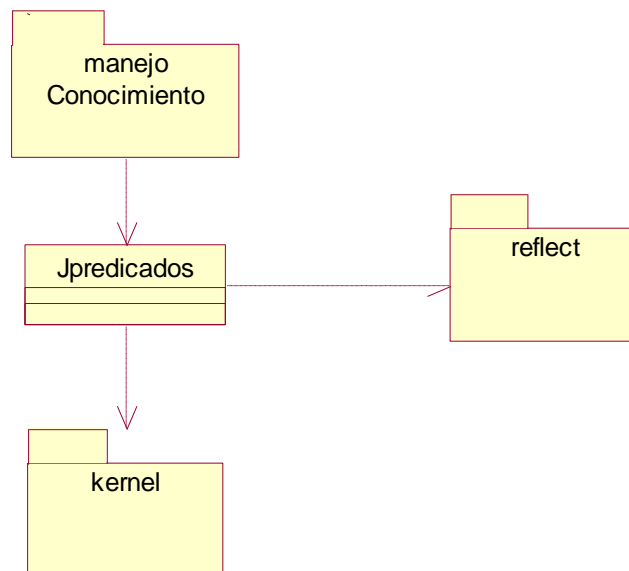 manejo
Conocimiento
Jpredicados
reflect
kernel